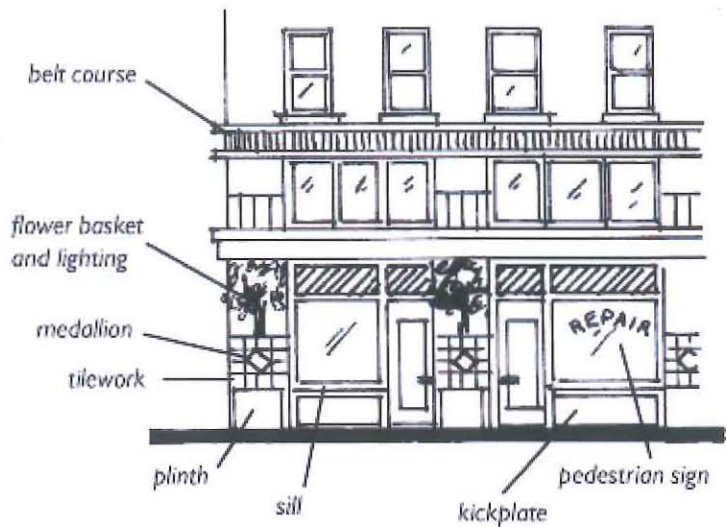 belt course
flower basket
and lighting
medallion
tilework
REPAIR
plinth
sill
kickplate
pedestrian sign